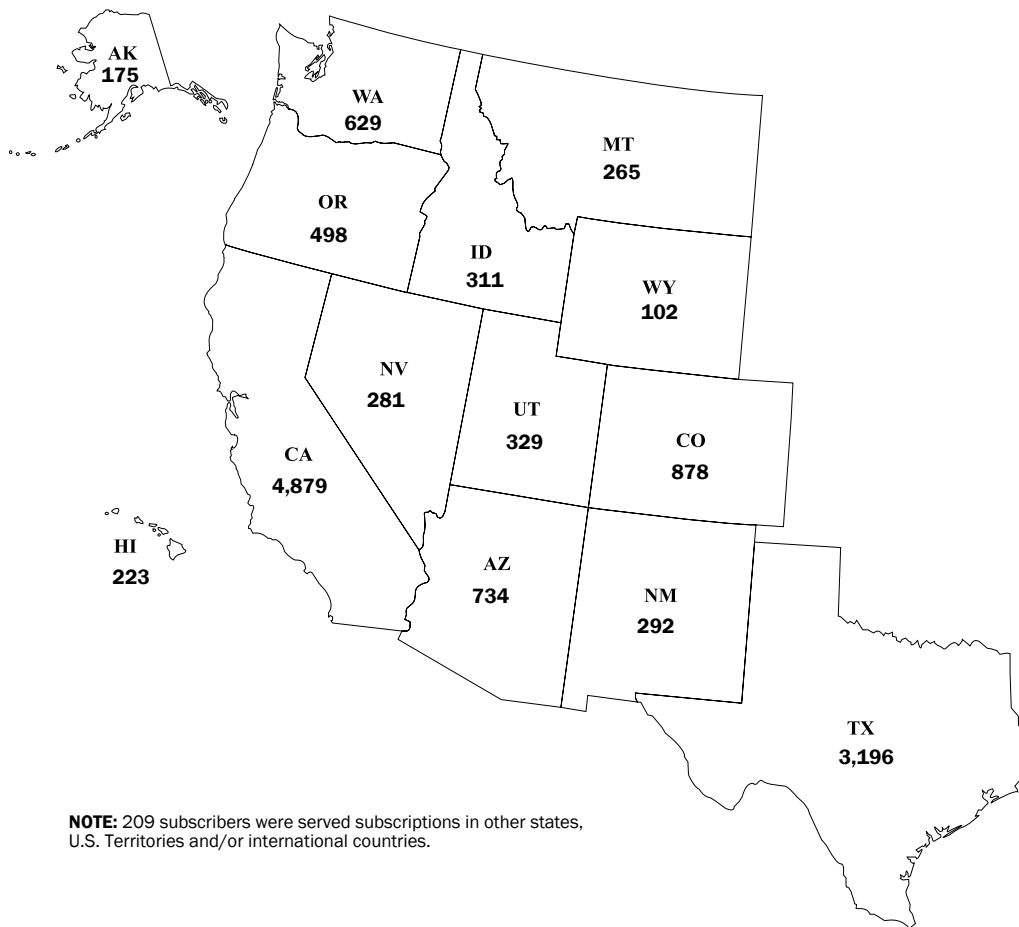 AK
175
WA
629
MT
265
OR
498
ID
311
WY
102
NV
281
UT
329
CO
878
CA
4,879
HI
223
AZ
734
NM
292
TX
3,196
NOTE: 209 subscribers were served subscriptions in other states,
U.S. Territories and/or international countries.